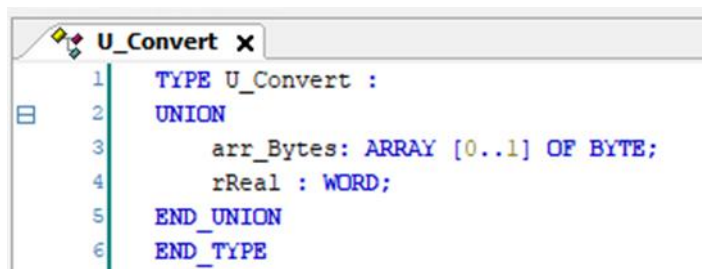 U_Convert X
1 TYPE U_Convert :
2 UNION
3 arr_Bytes: ARRAY [0..1] OF BYTE;
4 rReal : WORD;
5 END_UNION
6 END_TYPE